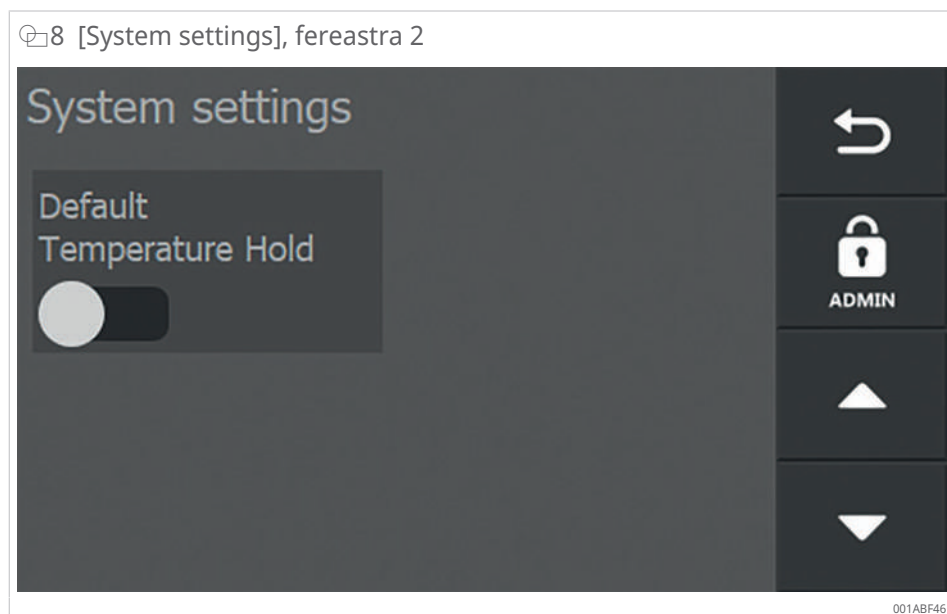 8 [System settings], fereastra 2
System settings
Default
Temperature Hold
ADMIN
001ABF46